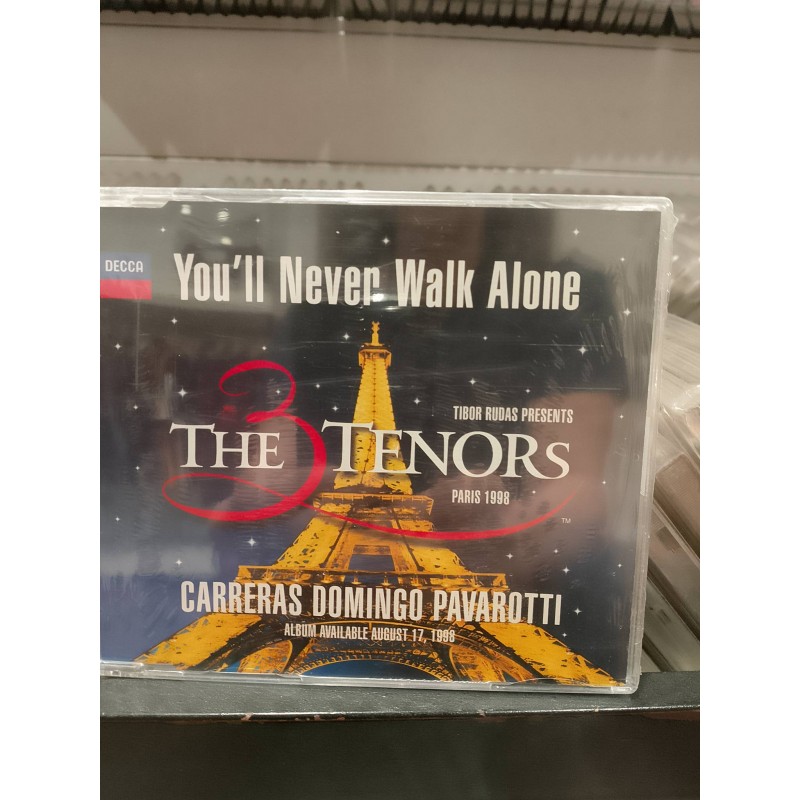 DECCA
You'll Never Walk Alone
TIBOR RUDAS PRESENTS
THE 3 TENORS
PARIS 1998
TM
CARRERAS DOMINGO PAVAROTTI
ALBUM AVAILABLE AUGUST 17, 1998